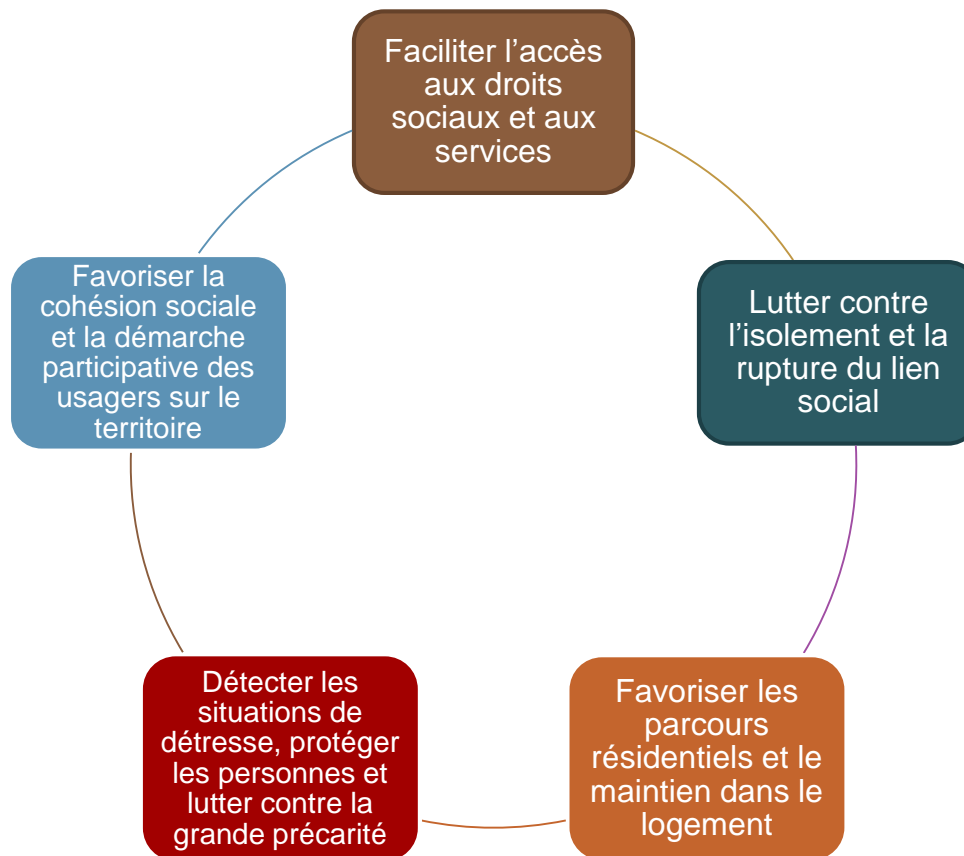 Faciliter l’accès
aux droits
sociaux et aux
services
Lutter contre
l’isolement et la
rupture du lien
social
Favoriser les
parcours
résidentiels et le
maintien dans le
logement
Détecter les
situations de
détresse, protéger
les personnes et
lutter contre la
grande précarité
Favoriser la
cohésion sociale
et la démarche
participative des
usagers sur le
territoire